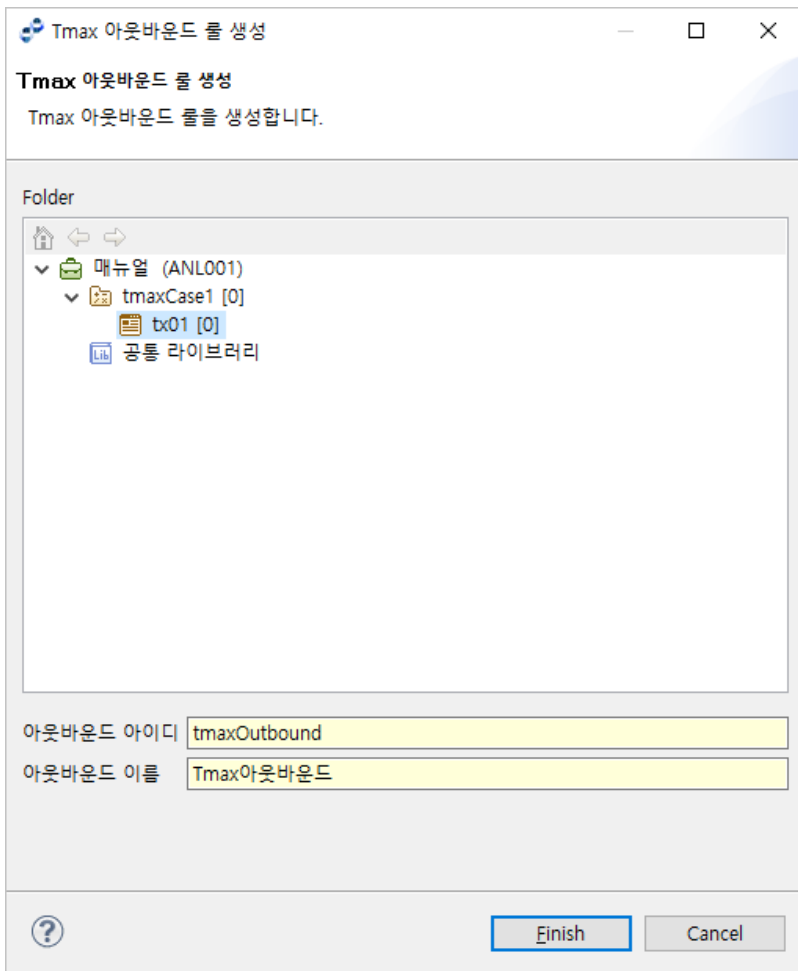 Tmax 아웃바운드 룰 생성
Tmax 아웃바운드 룰 생성
Tmax 아웃바운드 룰을 생성합니다.
Folder
매뉴얼 (ANL001)
tmaxCase1 [0]
tx01 [0]
Lib 공통 라이브러리
아웃바운드 아이디 tmaxOutbound
아웃바운드 이름 Tmax아웃바운드
? Finish Cancel